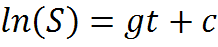 ln(S) = gt + c